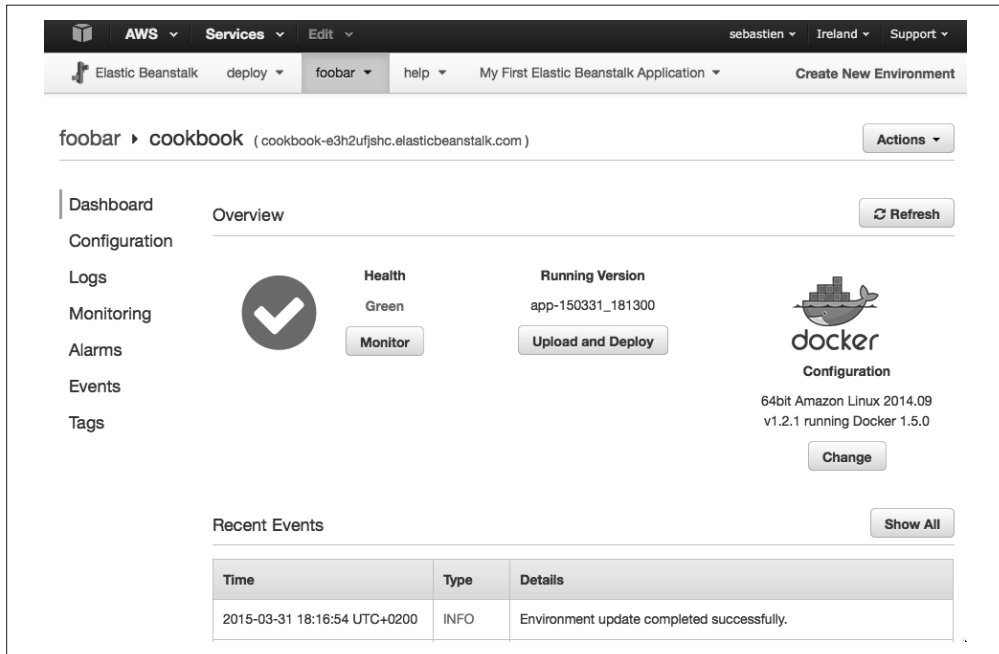 AWS Services Edit sebastien Ireland Support
Elastic Beanstalk deploy foobar help My First Elastic Beanstalk Application Create New Environment
foobar cookbook ( cookbook-e3h2ufjshc.elasticbeanstalk.com )
Actions
Dashboard
Configuration
Logs
Monitoring
Alarms
Events
Tags
Overview
Refresh
Health
Green
Monitor
Running Version
app-150331_181300
Upload and Deploy
docker
Configuration
64bit Amazon Linux 2014.09
v1.2.1 running Docker 1.5.0
Change
Recent Events
Show All
Time Type Details
2015-03-31 18:16:54 UTC+0200 INFO Environment update completed successfully.